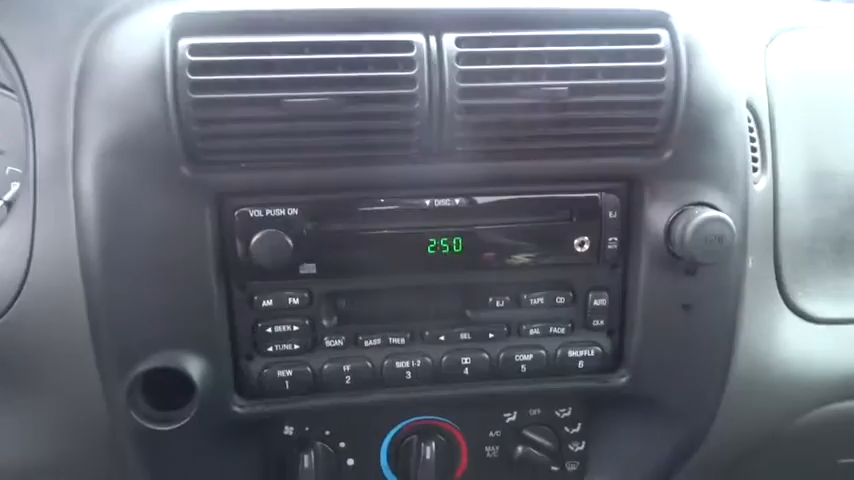 ▼ DISC ▼
VOL PUSH ON
EJ
2:50
AM FM
EJ
TAPE CD
AUTO
◄ SEEK ►
◄ TUNE ►
SCAN
BASS TREB
◄ SEL ►
BAL FADE
CLK
REW
1
FF
2
SIDE 1-2
3
4
COMP
5
SHUFFLE
6
OFF
A/C
MAX
A/C